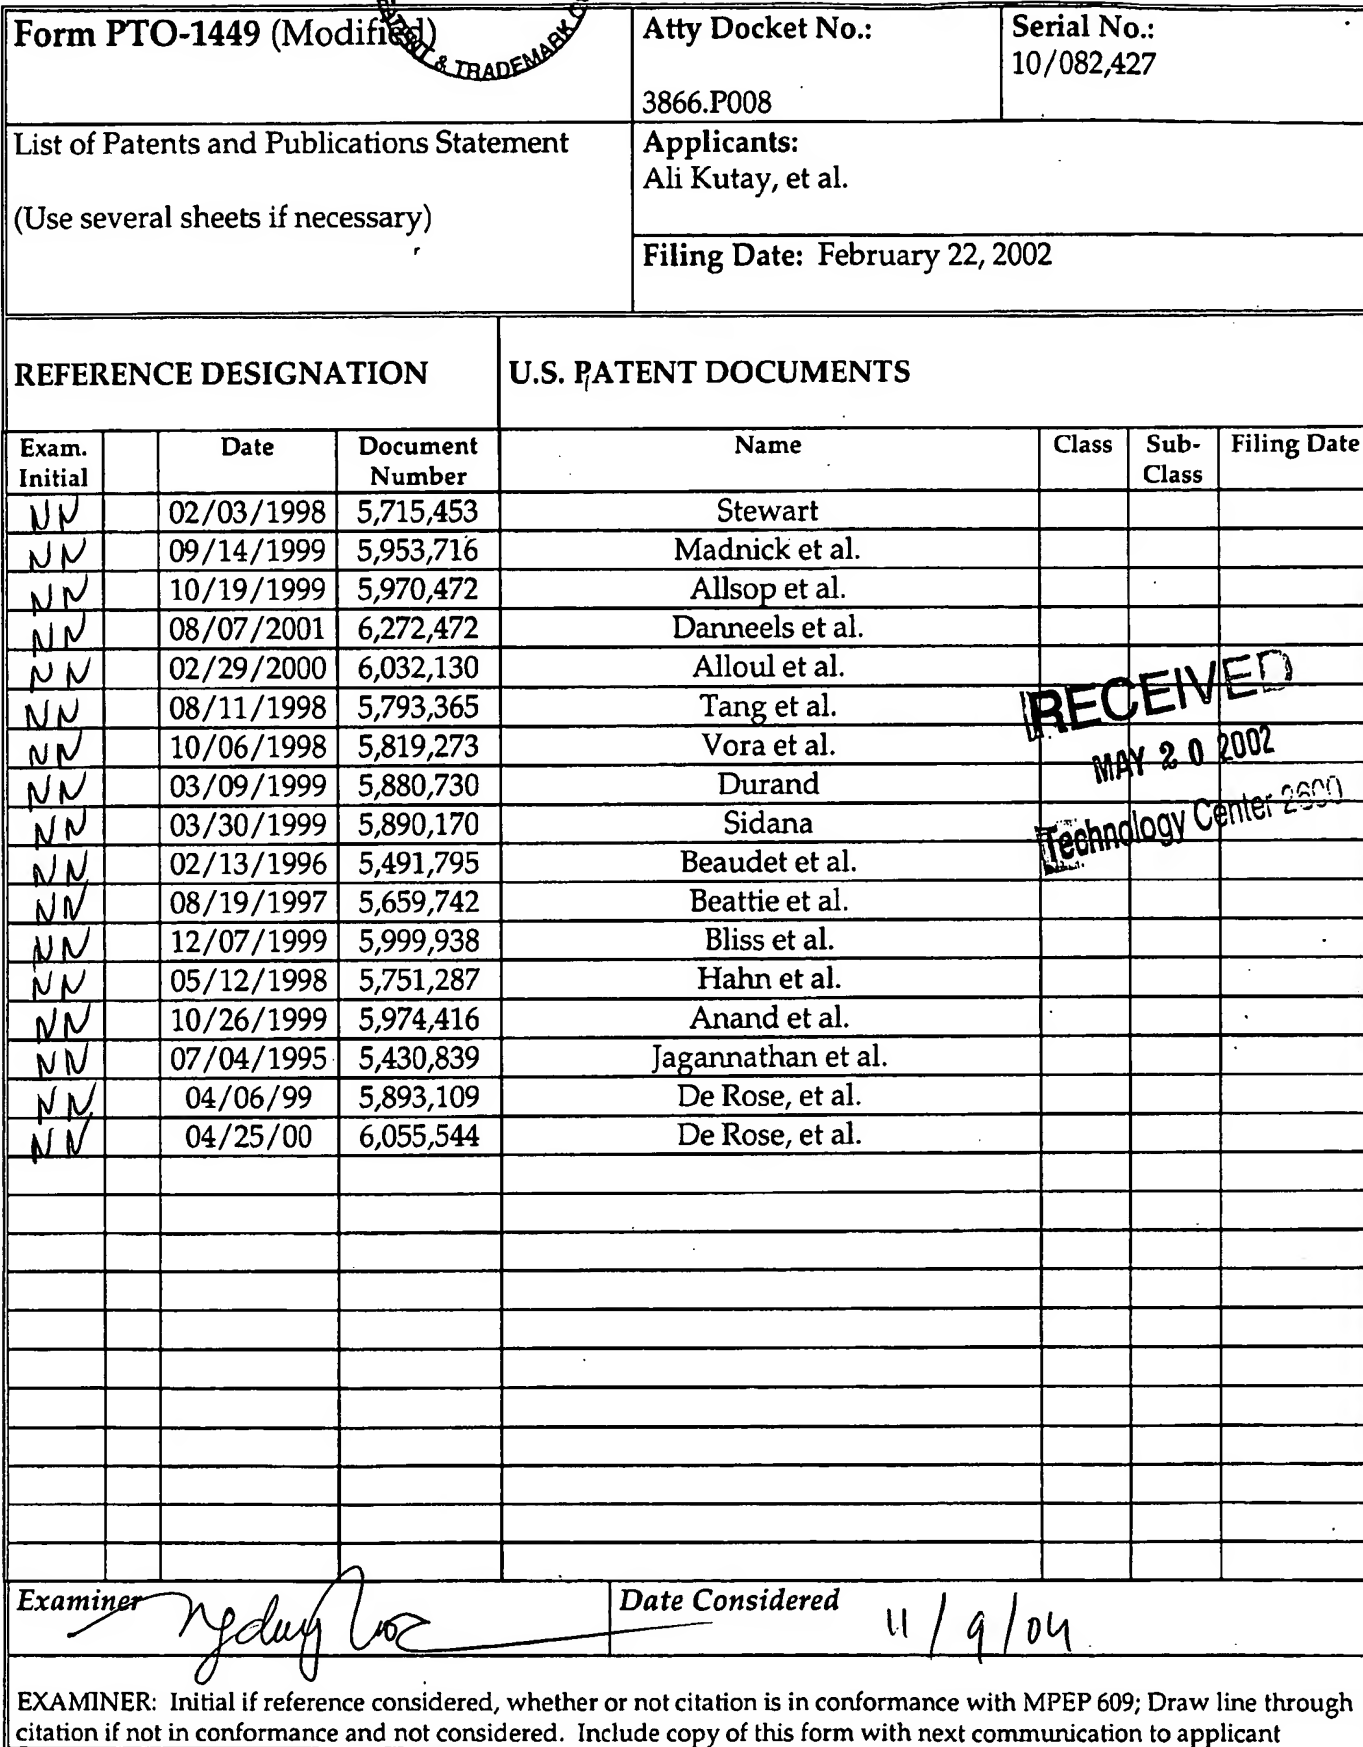 Form PTO-1449 (Modified)
& TRADEMARK
Atty Docket No.:
3866.P008
Serial No.:
10/082,427
List of Patents and Publications Statement
(Use several sheets if necessary)
Applicants:
Ali Kutay, et al.
Filing Date: February 22, 2002
REFERENCE DESIGNATION U.S. PATENT DOCUMENTS
Exam. Initial Date Document Number Name Class Sub-Class Filing Date
NN 02/03/1998 5,715,453 Stewart
NN 09/14/1999 5,953,716 Madnick et al.
NN 10/19/1999 5,970,472 Allsop et al.
NN 08/07/2001 6,272,472 Danneels et al.
NN 02/29/2000 6,032,130 Alloul et al.
NN 08/11/1998 5,793,365 Tang et al.
NN 10/06/1998 5,819,273 Vora et al.
NN 03/09/1999 5,880,730 Durand
NN 03/30/1999 5,890,170 Sidana
NN 02/13/1996 5,491,795 Beaudet et al.
NN 08/19/1997 5,659,742 Beattie et al.
NN 12/07/1999 5,999,938 Bliss et al.
NN 05/12/1998 5,751,287 Hahn et al.
NN 10/26/1999 5,974,416 Anand et al.
NN 07/04/1995 5,430,839 Jagannathan et al.
NN 04/06/99 5,893,109 De Rose, et al.
NN 04/25/00 6,055,544 De Rose, et al.
RECEIVED
MAY 20 2002
Technology Center 2600
Examiner
Date Considered 11/9/04
EXAMINER: Initial if reference considered, whether or not citation is in conformance with MPEP 609; Draw line through
citation if not in conformance and not considered. Include copy of this form with next communication to applicant